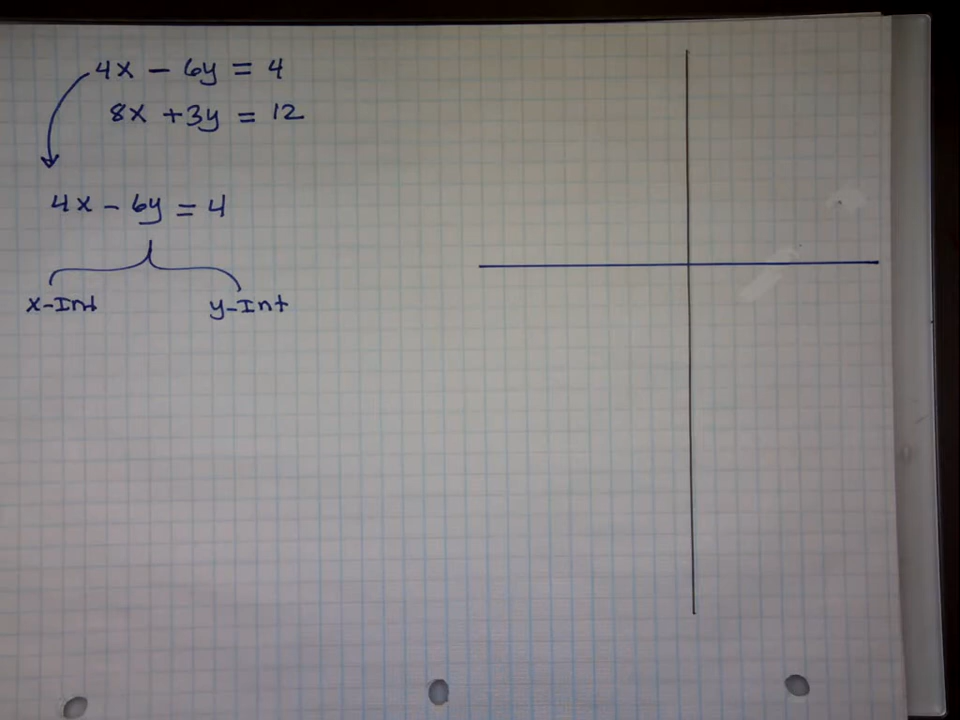 4x - 6y = 4
8x + 3y = 12
4x - 6y = 4
x-Int y-Int